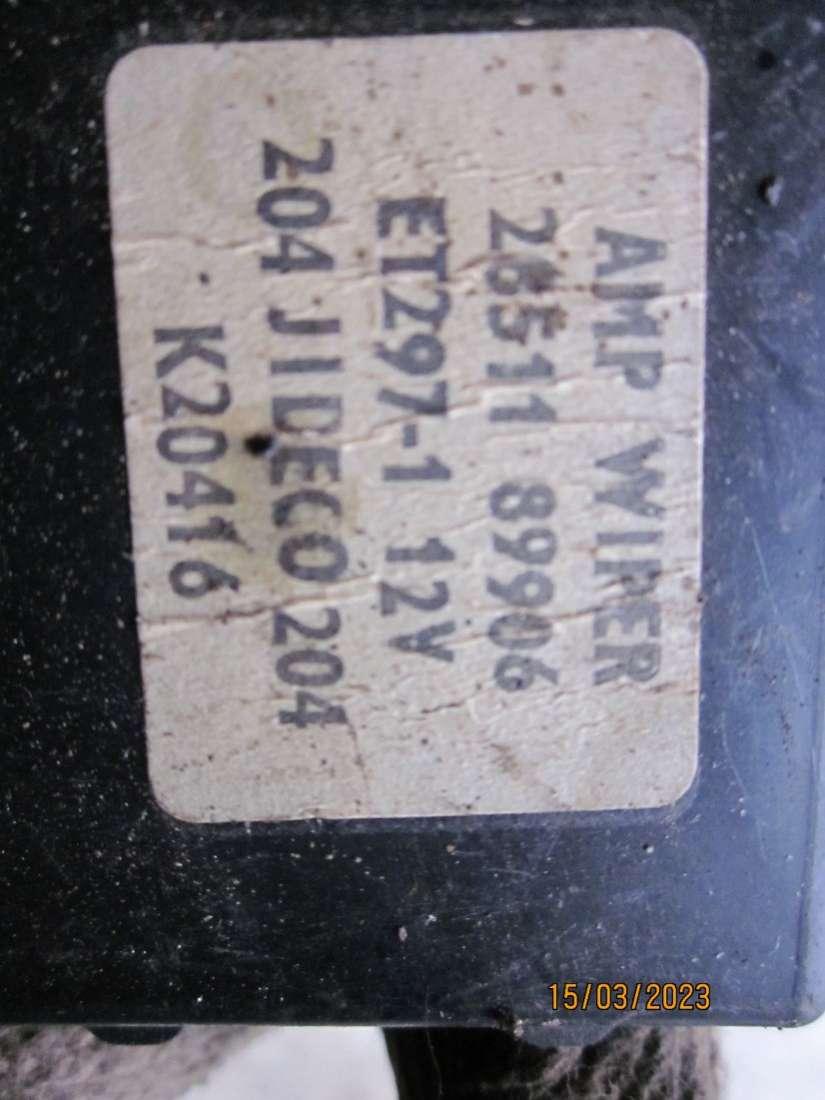 AMP WIPER
28511 89906
ET297-1 12V
204 JIDECO 204
K20416
15/03/2023